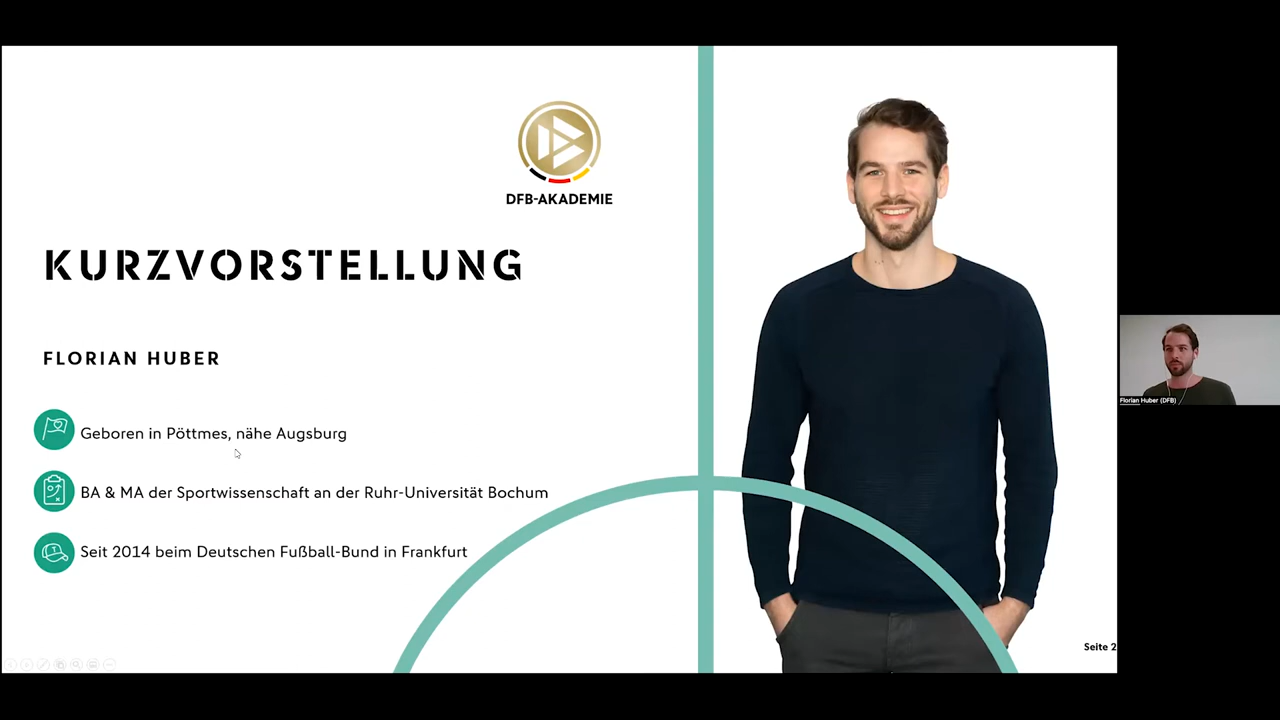 DFB-AKADEMIE
KURZVORSTELLUNG
FLORIAN HUBER
Geboren in Pöttmes, nähe Augsburg
BA & MA der Sportwissenschaft an der Ruhr-Universität Bochum
Seit 2014 beim Deutschen Fußball-Bund in Frankfurt
Seite 2
Florian Huber (DFB)